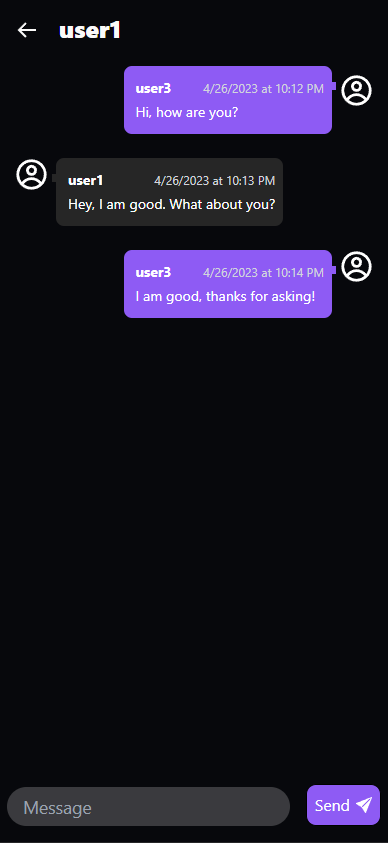 user1
user3 4/26/2023 at 10:12 PM
Hi, how are you?
user1 4/26/2023 at 10:13 PM
Hey, I am good. What about you?
user3 4/26/2023 at 10:14 PM
I am good, thanks for asking!
Message Send